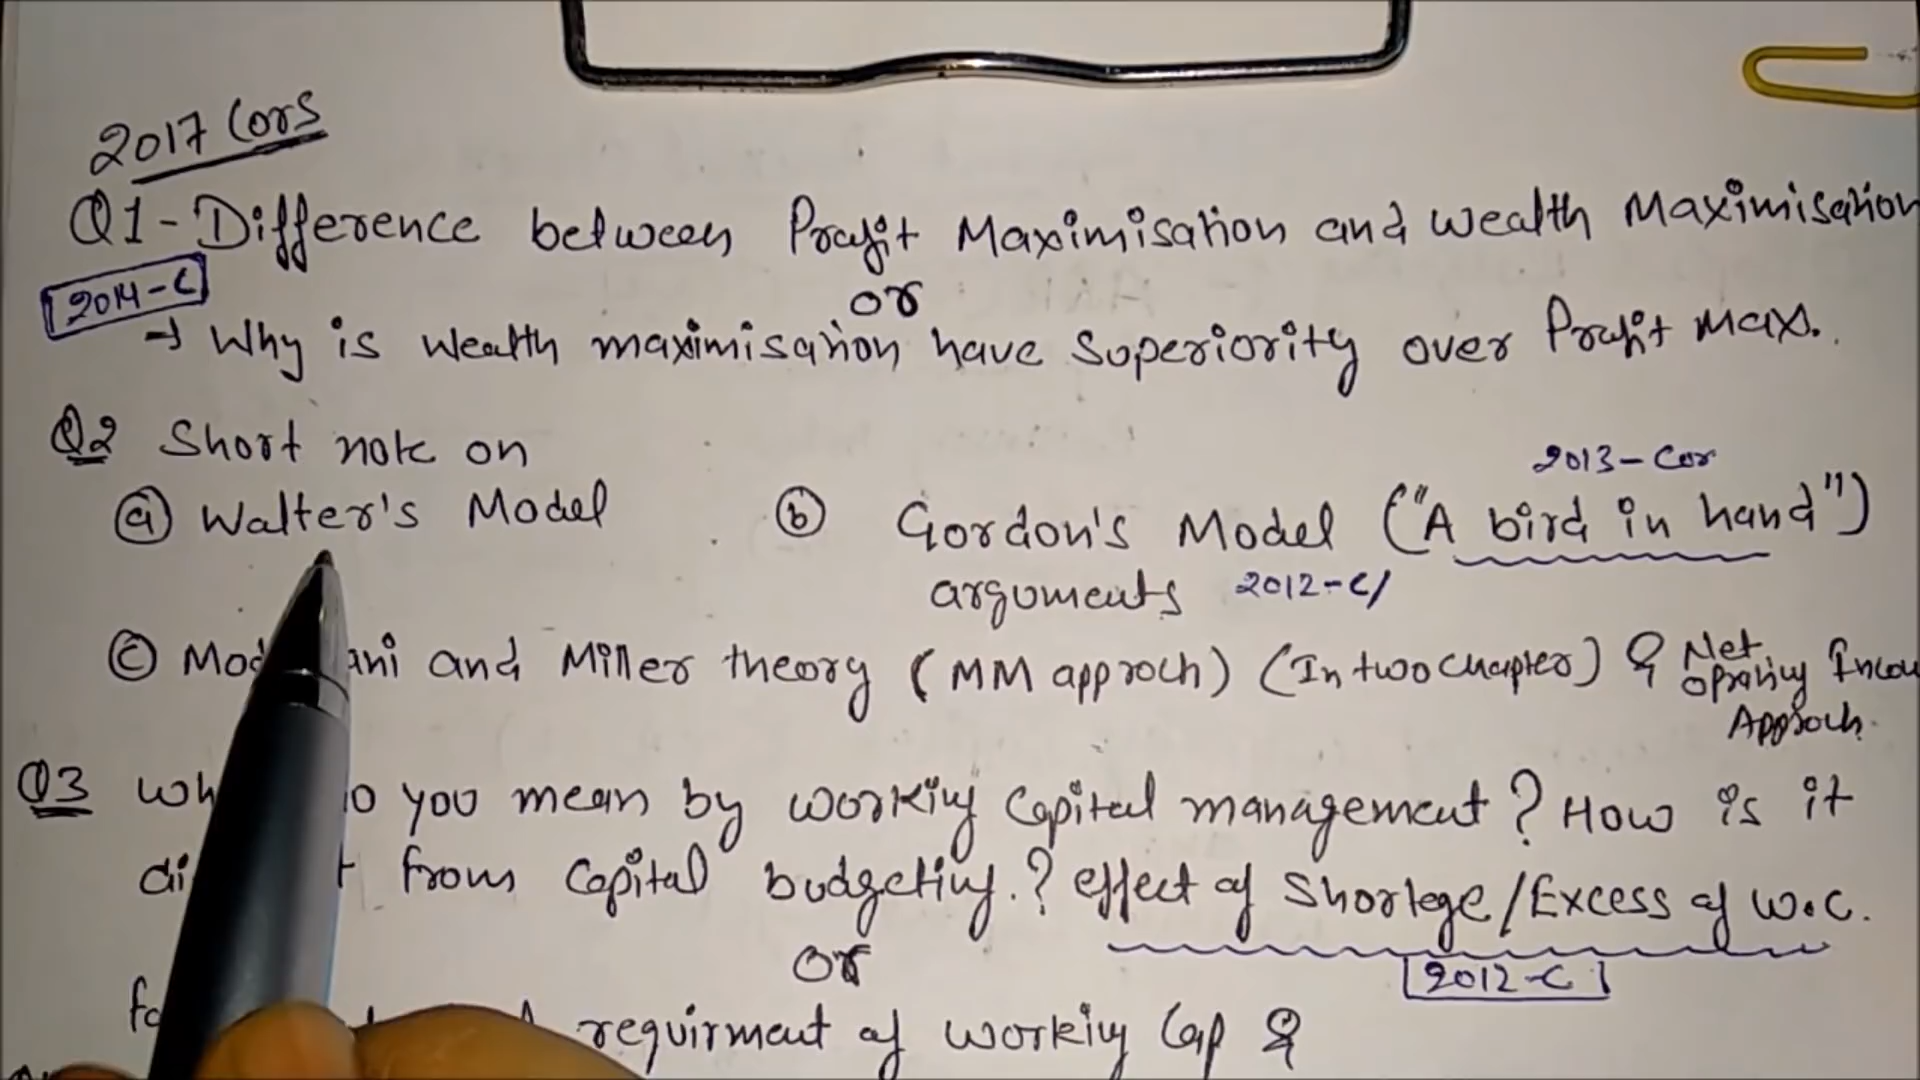 2017 Cors
Q1 - Difference between Profit Maximisation and wealth Maximisation
or
2014-C
→ Why is wealth maximisation have Superiority over Profit Max.
Q2 Short note on
2013-Cor
(a) Walter's Model (b) Gordon's Model ("A bird in hand")
arguments 2012-C/
(c) and Miller theory (MM approch) (In two Chapter) & Net
Oprating Incom
Approch.
Q3 you mean by working Capital management? How is it
from Capital budgeting.? effect of Shortege/Excess of W.C.
or
2012-C
requirment of working Cap &